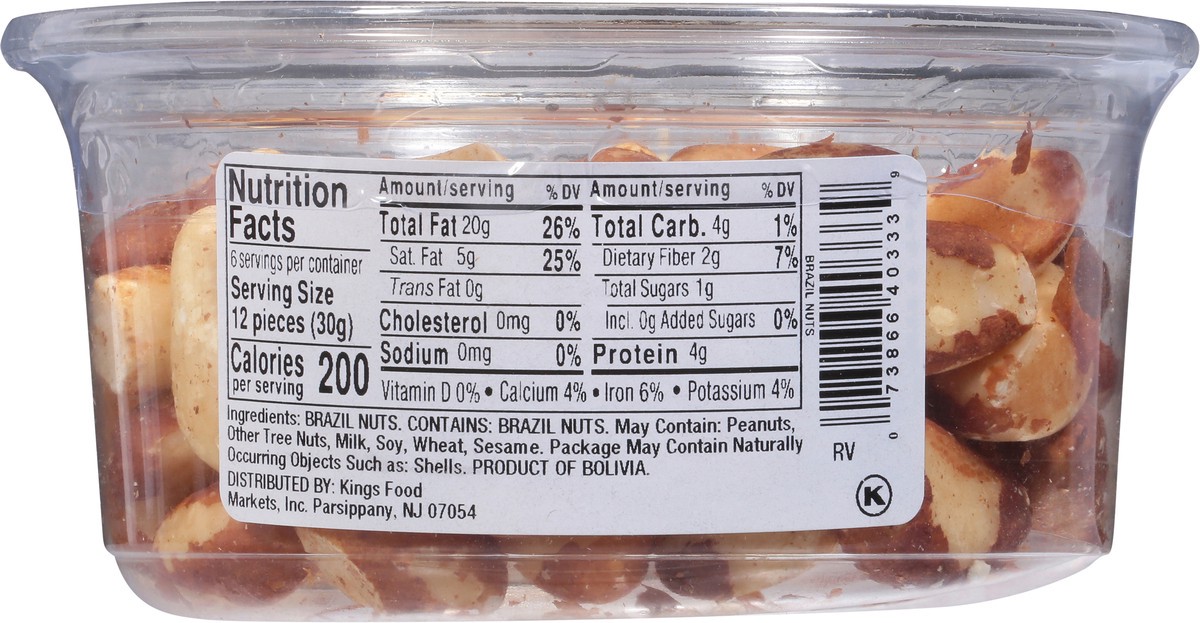 Nutrition
Facts
6 servings per container
Serving Size
12 pieces (30g)
Calories 200
per serving
Amount/serving % DV
Total Fat 20g 26%
Sat. Fat 5g 25%
Trans Fat 0g
Cholesterol 0mg 0%
Sodium 0mg 0%
Amount/serving % DV
Total Carb. 4g 1%
Dietary Fiber 2g 7%
Total Sugars 1g
Incl. 0g Added Sugars 0%
Protein 4g
Vitamin D 0% • Calcium 4% • Iron 6% • Potassium 4%
Ingredients: BRAZIL NUTS. CONTAINS: BRAZIL NUTS. May Contain: Peanuts,
Other Tree Nuts, Milk, Soy, Wheat, Sesame. Package May Contain Naturally
Occurring Objects Such as: Shells. PRODUCT OF BOLIVIA.
DISTRIBUTED BY: Kings Food
Markets, Inc. Parsippany, NJ 07054
BRAZIL NUTS
0 73866 40333 9
RV
K